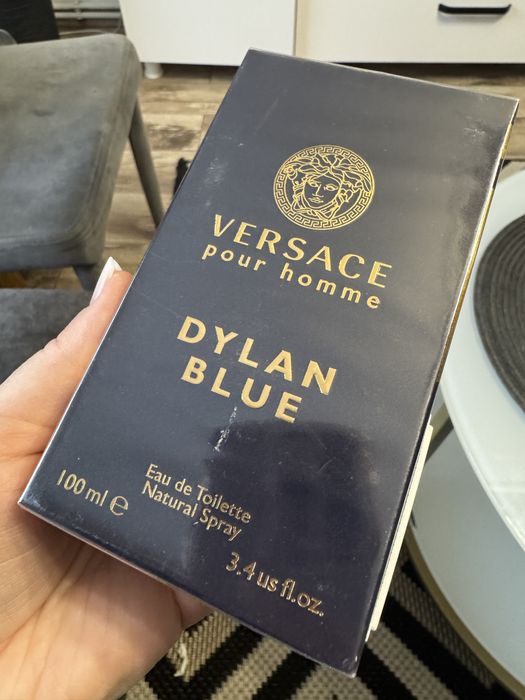 VERSACE
pour homme
DYLAN
BLUE
Eau de Toilette
Natural Spray
100 ml ℮
3.4 us fl.oz.